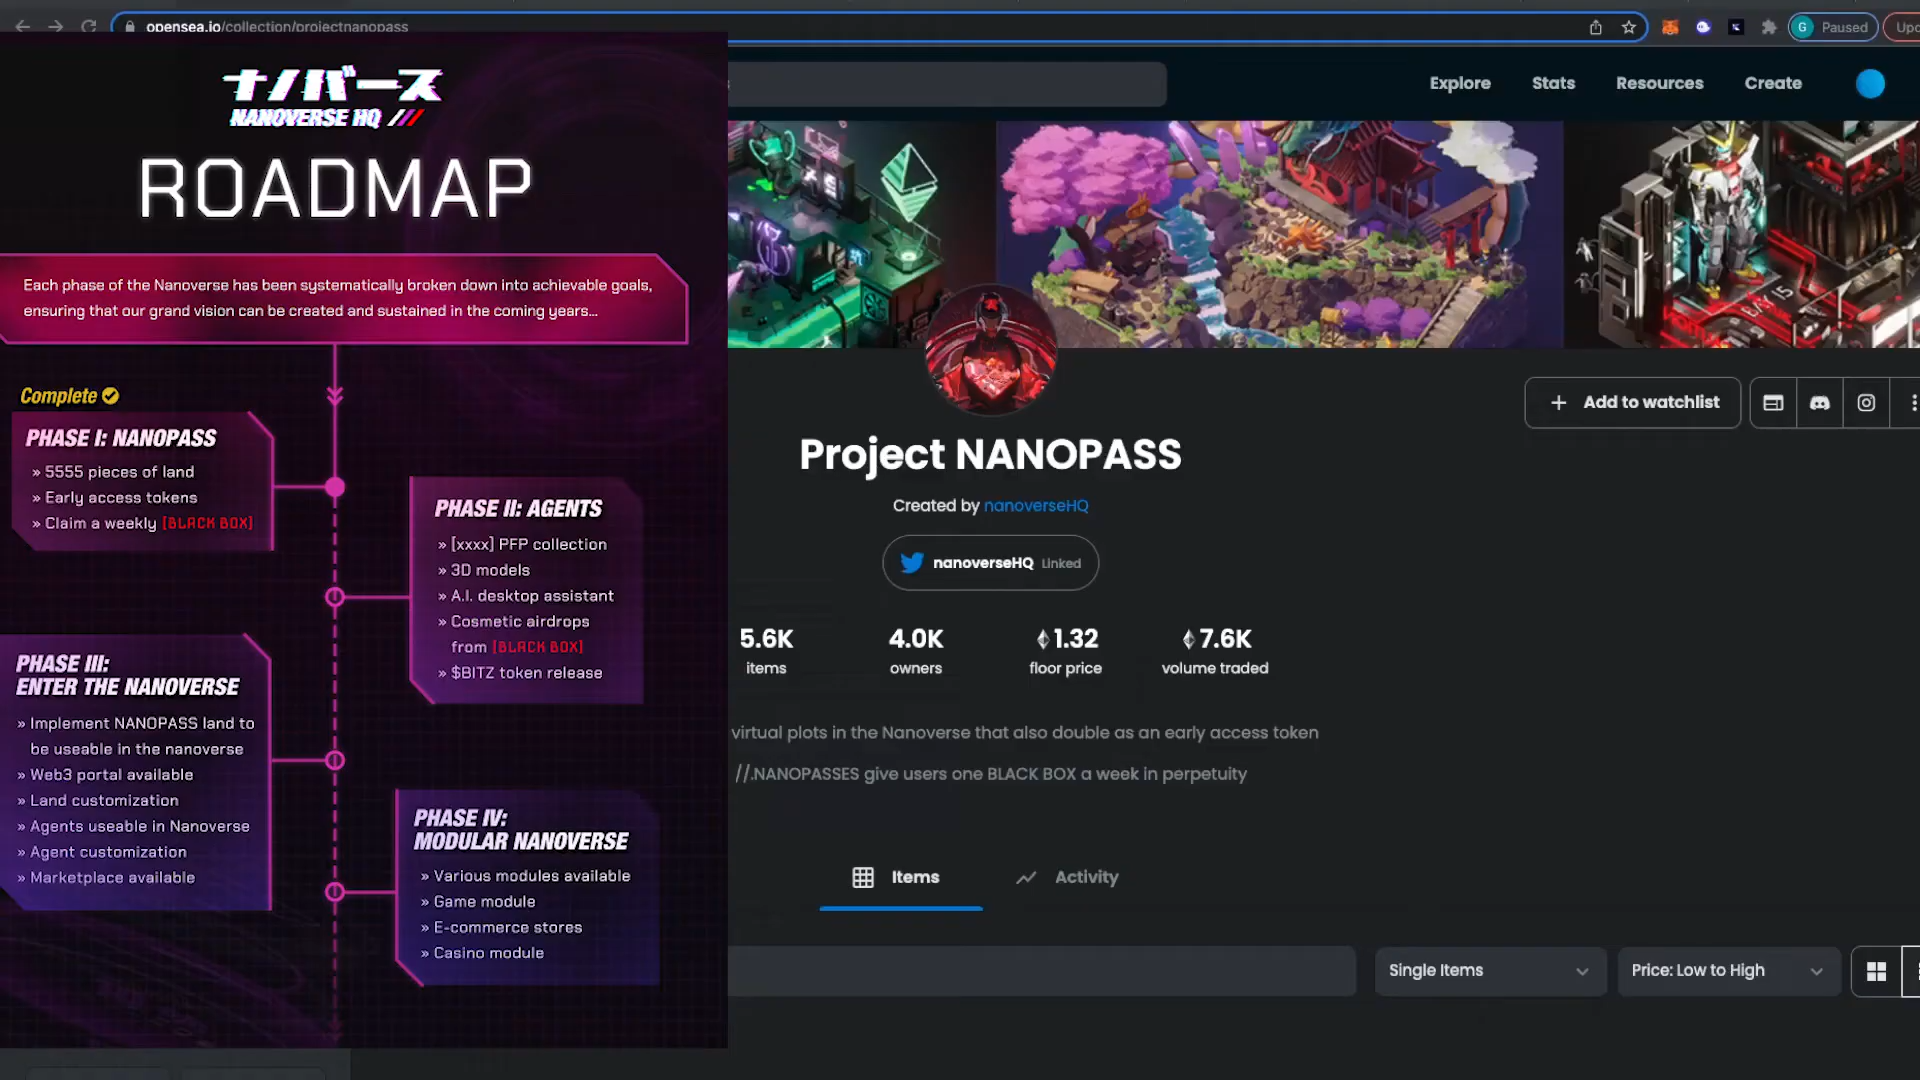 opensea.io/collection/projectnanopass
G Paused
Explore
Stats
Resources
Create
ナノバース
NANOVERSE HQ
ROADMAP
Each phase of the Nanoverse has been systematically broken down into achievable goals,
ensuring that our grand vision can be created and sustained in the coming years...
Complete
PHASE I: NANOPASS
» 5555 pieces of land
» Early access tokens
» Claim a weekly [BLACK BOX]
PHASE II: AGENTS
» [xxxx] PFP collection
» 3D models
» A.I. desktop assistant
» Cosmetic airdrops
from [BLACK BOX]
» $BITZ token release
PHASE III:
ENTER THE NANOVERSE
» Implement NANOPASS land to
be useable in the nanoverse
» Web3 portal available
» Land customization
» Agents useable in Nanoverse
» Agent customization
» Marketplace available
PHASE IV:
MODULAR NANOVERSE
» Various modules available
» Game module
» E-commerce stores
» Casino module
+ Add to watchlist
Project NANOPASS
Created by nanoverseHQ
nanoverseHQ Linked
5.6K
items
4.0K
owners
1.32
floor price
7.6K
volume traded
virtual plots in the Nanoverse that also double as an early access token
//.NANOPASSES give users one BLACK BOX a week in perpetuity
Items
Activity
Single Items
Price: Low to High